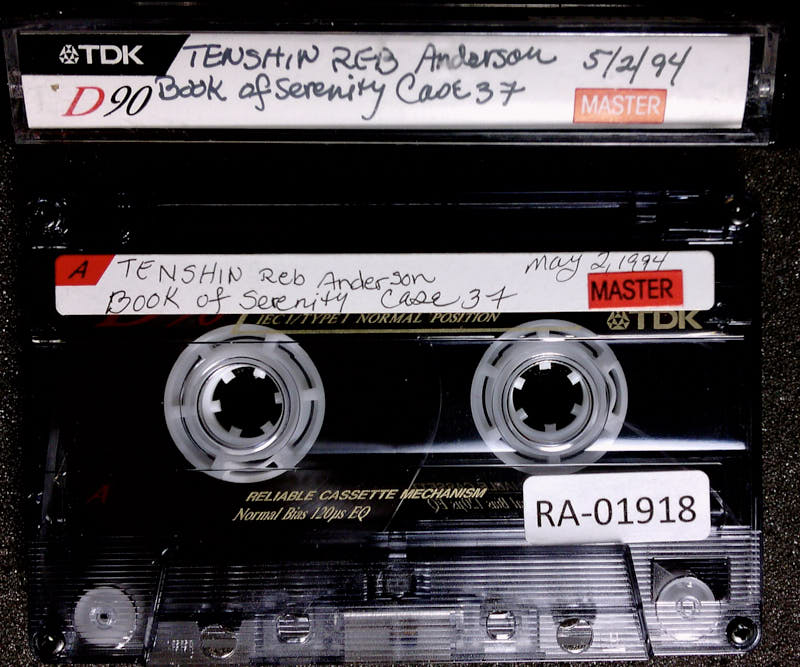 TDK TENSHIN REB Anderson 5/2/94
D90 Book of Serenity Case 37
MASTER
A TENSHIN Reb Anderson May 2, 1994
Book of Serenity Case 37 MASTER
D90 IECI/TYPE I NORMAL POSITION TDK
A
RELIABLE CASSETTE MECHANISM
Normal Bias 120µs EQ
RA-01918